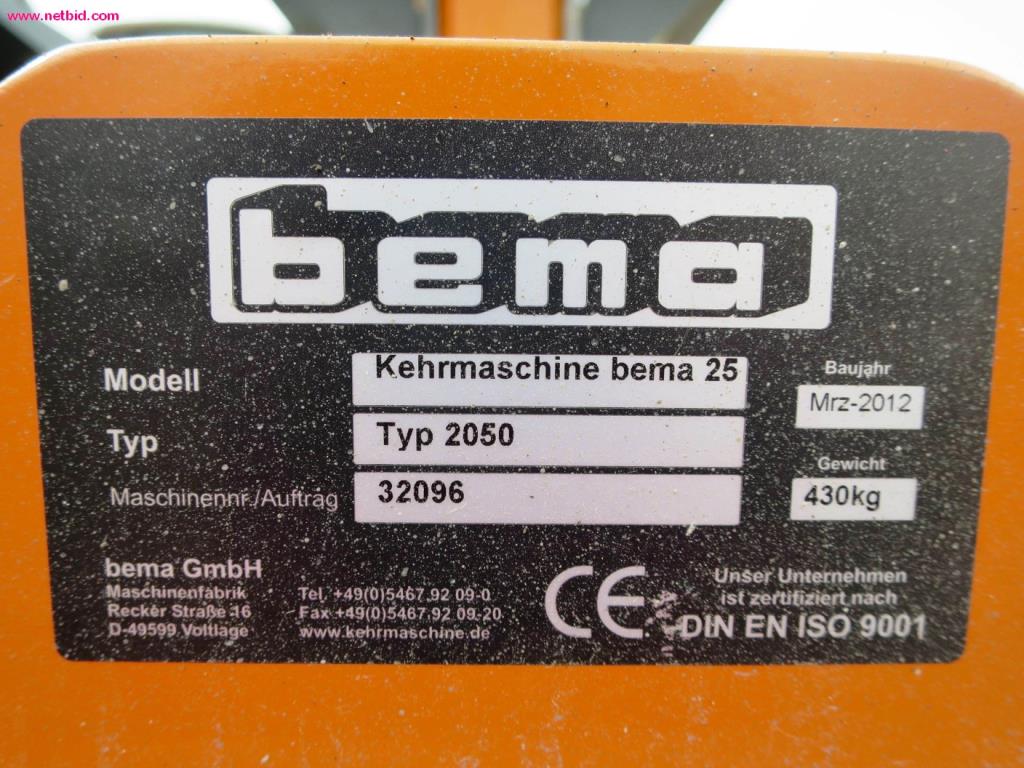 www.netbid.com
bema
Modell Kehrmaschine bema 25
Baujahr
Mrz-2012
Typ Typ 2050
Gewicht
430kg
Maschinennr./Auftrag 32096
bema GmbH
Maschinenfabrik
Recker Straße 16
D-49599 Voltlage
Tel. +49(0)5467 92 09-0
Fax +49(0)5467 92 09-20
www.kehrmaschine.de
CE
Unser Unternehmen
ist zertifiziert nach
DIN EN ISO 9001